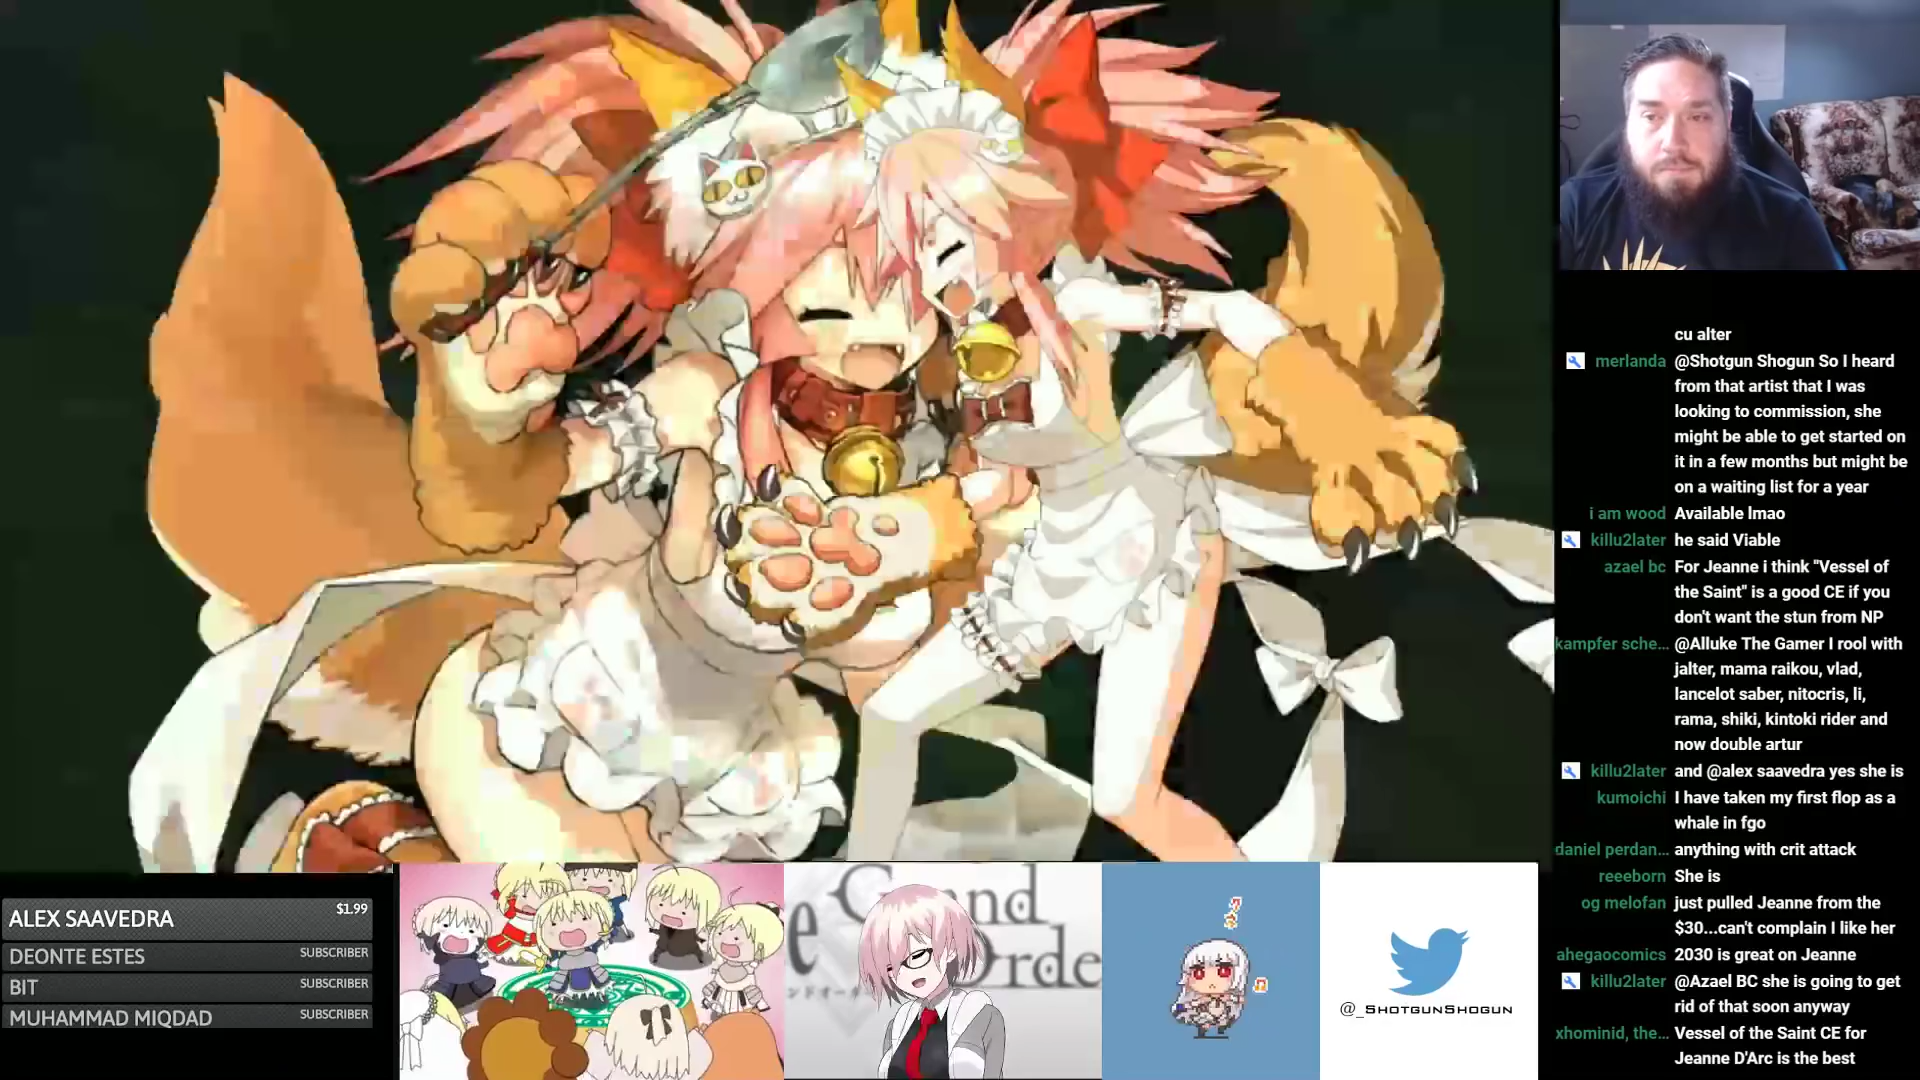 cu alter
merlanda @Shotgun Shogun So I heard
from that artist that I was
looking to commission, she
might be able to get started on
it in a few months but might be
on a waiting list for a year
i am wood Available lmao
killu2later he said Viable
azael bc For Jeanne i think "Vessel of
the Saint" is a good CE if you
don't want the stun from NP
kampfer sche... @Alluke The Gamer I rool with
jalter, mama raikou, vlad,
lancelot saber, nitocris, li,
rama, shiki, kintoki rider and
now double artur
killu2later and @alex saavedra yes she is
kumoichi I have taken my first flop as a
whale in fgo
daniel perdan... anything with crit attack
reeeborn She is
og melofan just pulled Jeanne from the
$30...can't complain I like her
ahegaocomics 2030 is great on Jeanne
killu2later @Azael BC she is going to get
rid of that soon anyway
xhominid, the... Vessel of the Saint CE for
Jeanne D'Arc is the best
ALEX SAAVEDRA $1.99
DEONTE ESTES SUBSCRIBER
BIT SUBSCRIBER
MUHAMMAD MIQDAD SUBSCRIBER
e Grand
Orde
ンドオー
@_ShotgunShogun